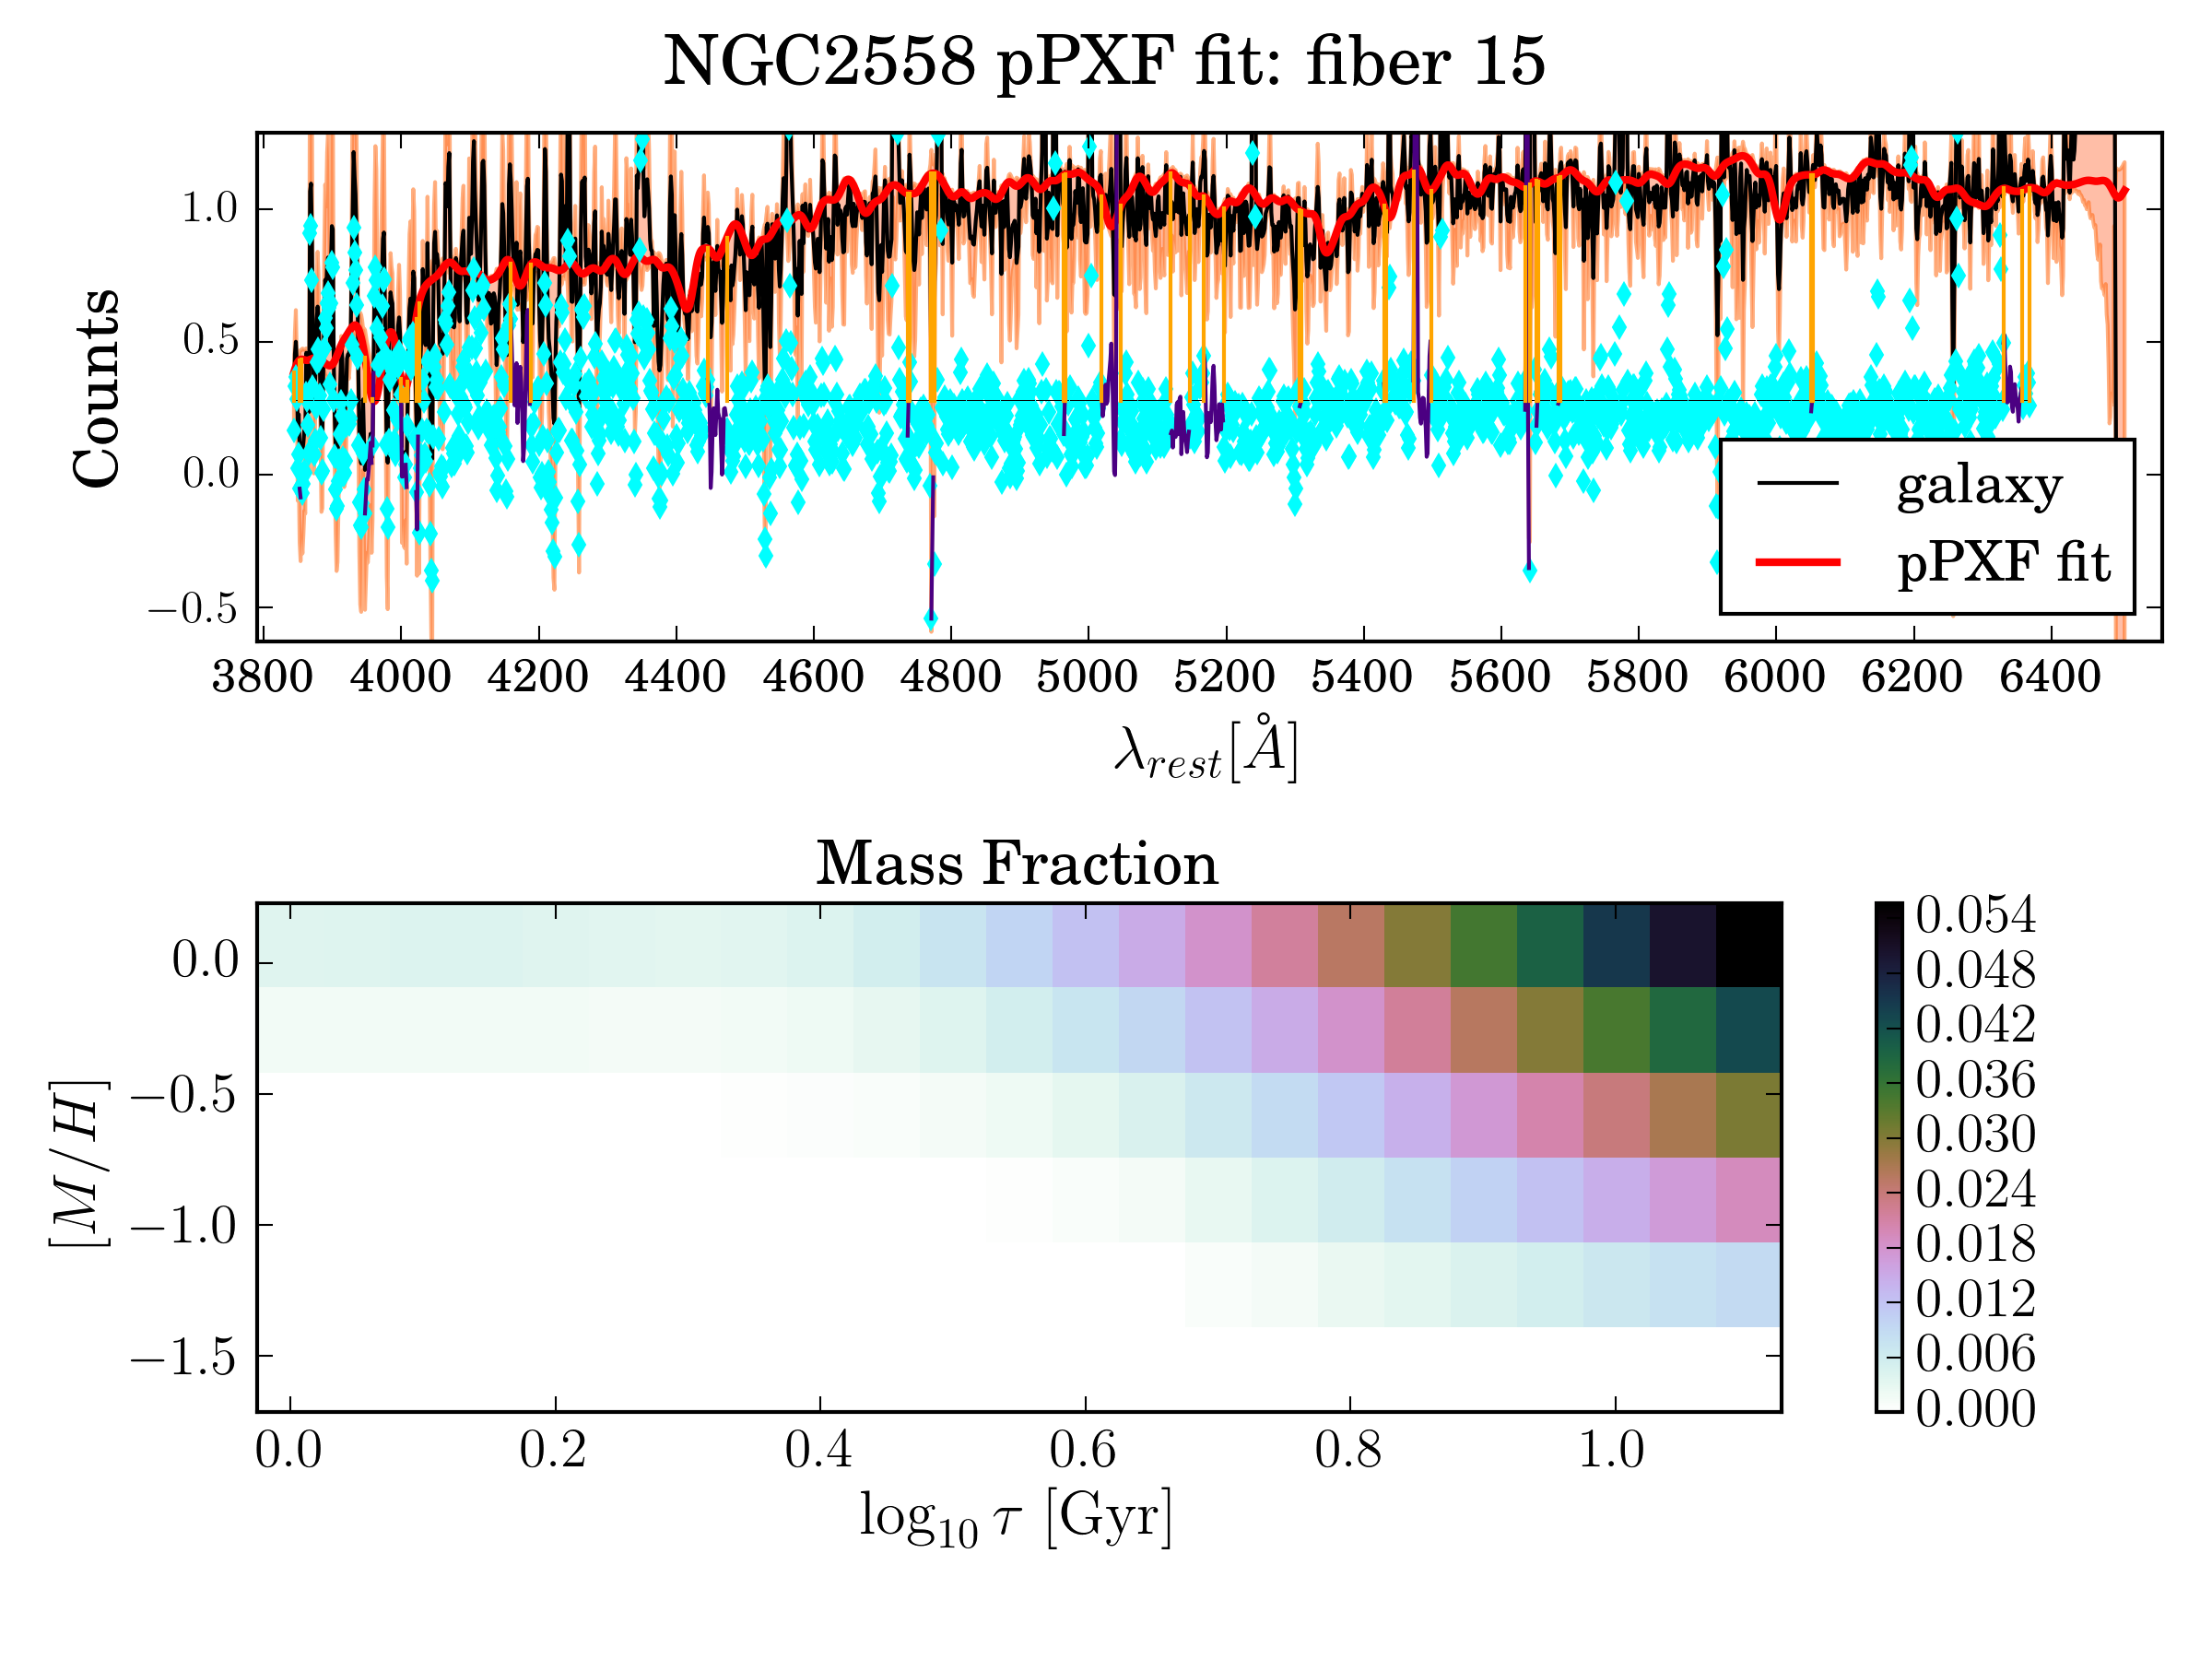 NGC2558 pPXF fit: fiber 15
Counts
1.0
0.5
0.0
−0.5
galaxy
pPXF fit
3800 4000 4200 4400 4600 4800 5000 5200 5400 5600 5800 6000 6200 6400
λrest[Å]
Mass Fraction
[M/H]
0.0
−0.5
−1.0
−1.5
0.0 0.2 0.4 0.6 0.8 1.0
log10 τ [Gyr]
0.054
0.048
0.042
0.036
0.030
0.024
0.018
0.012
0.006
0.000